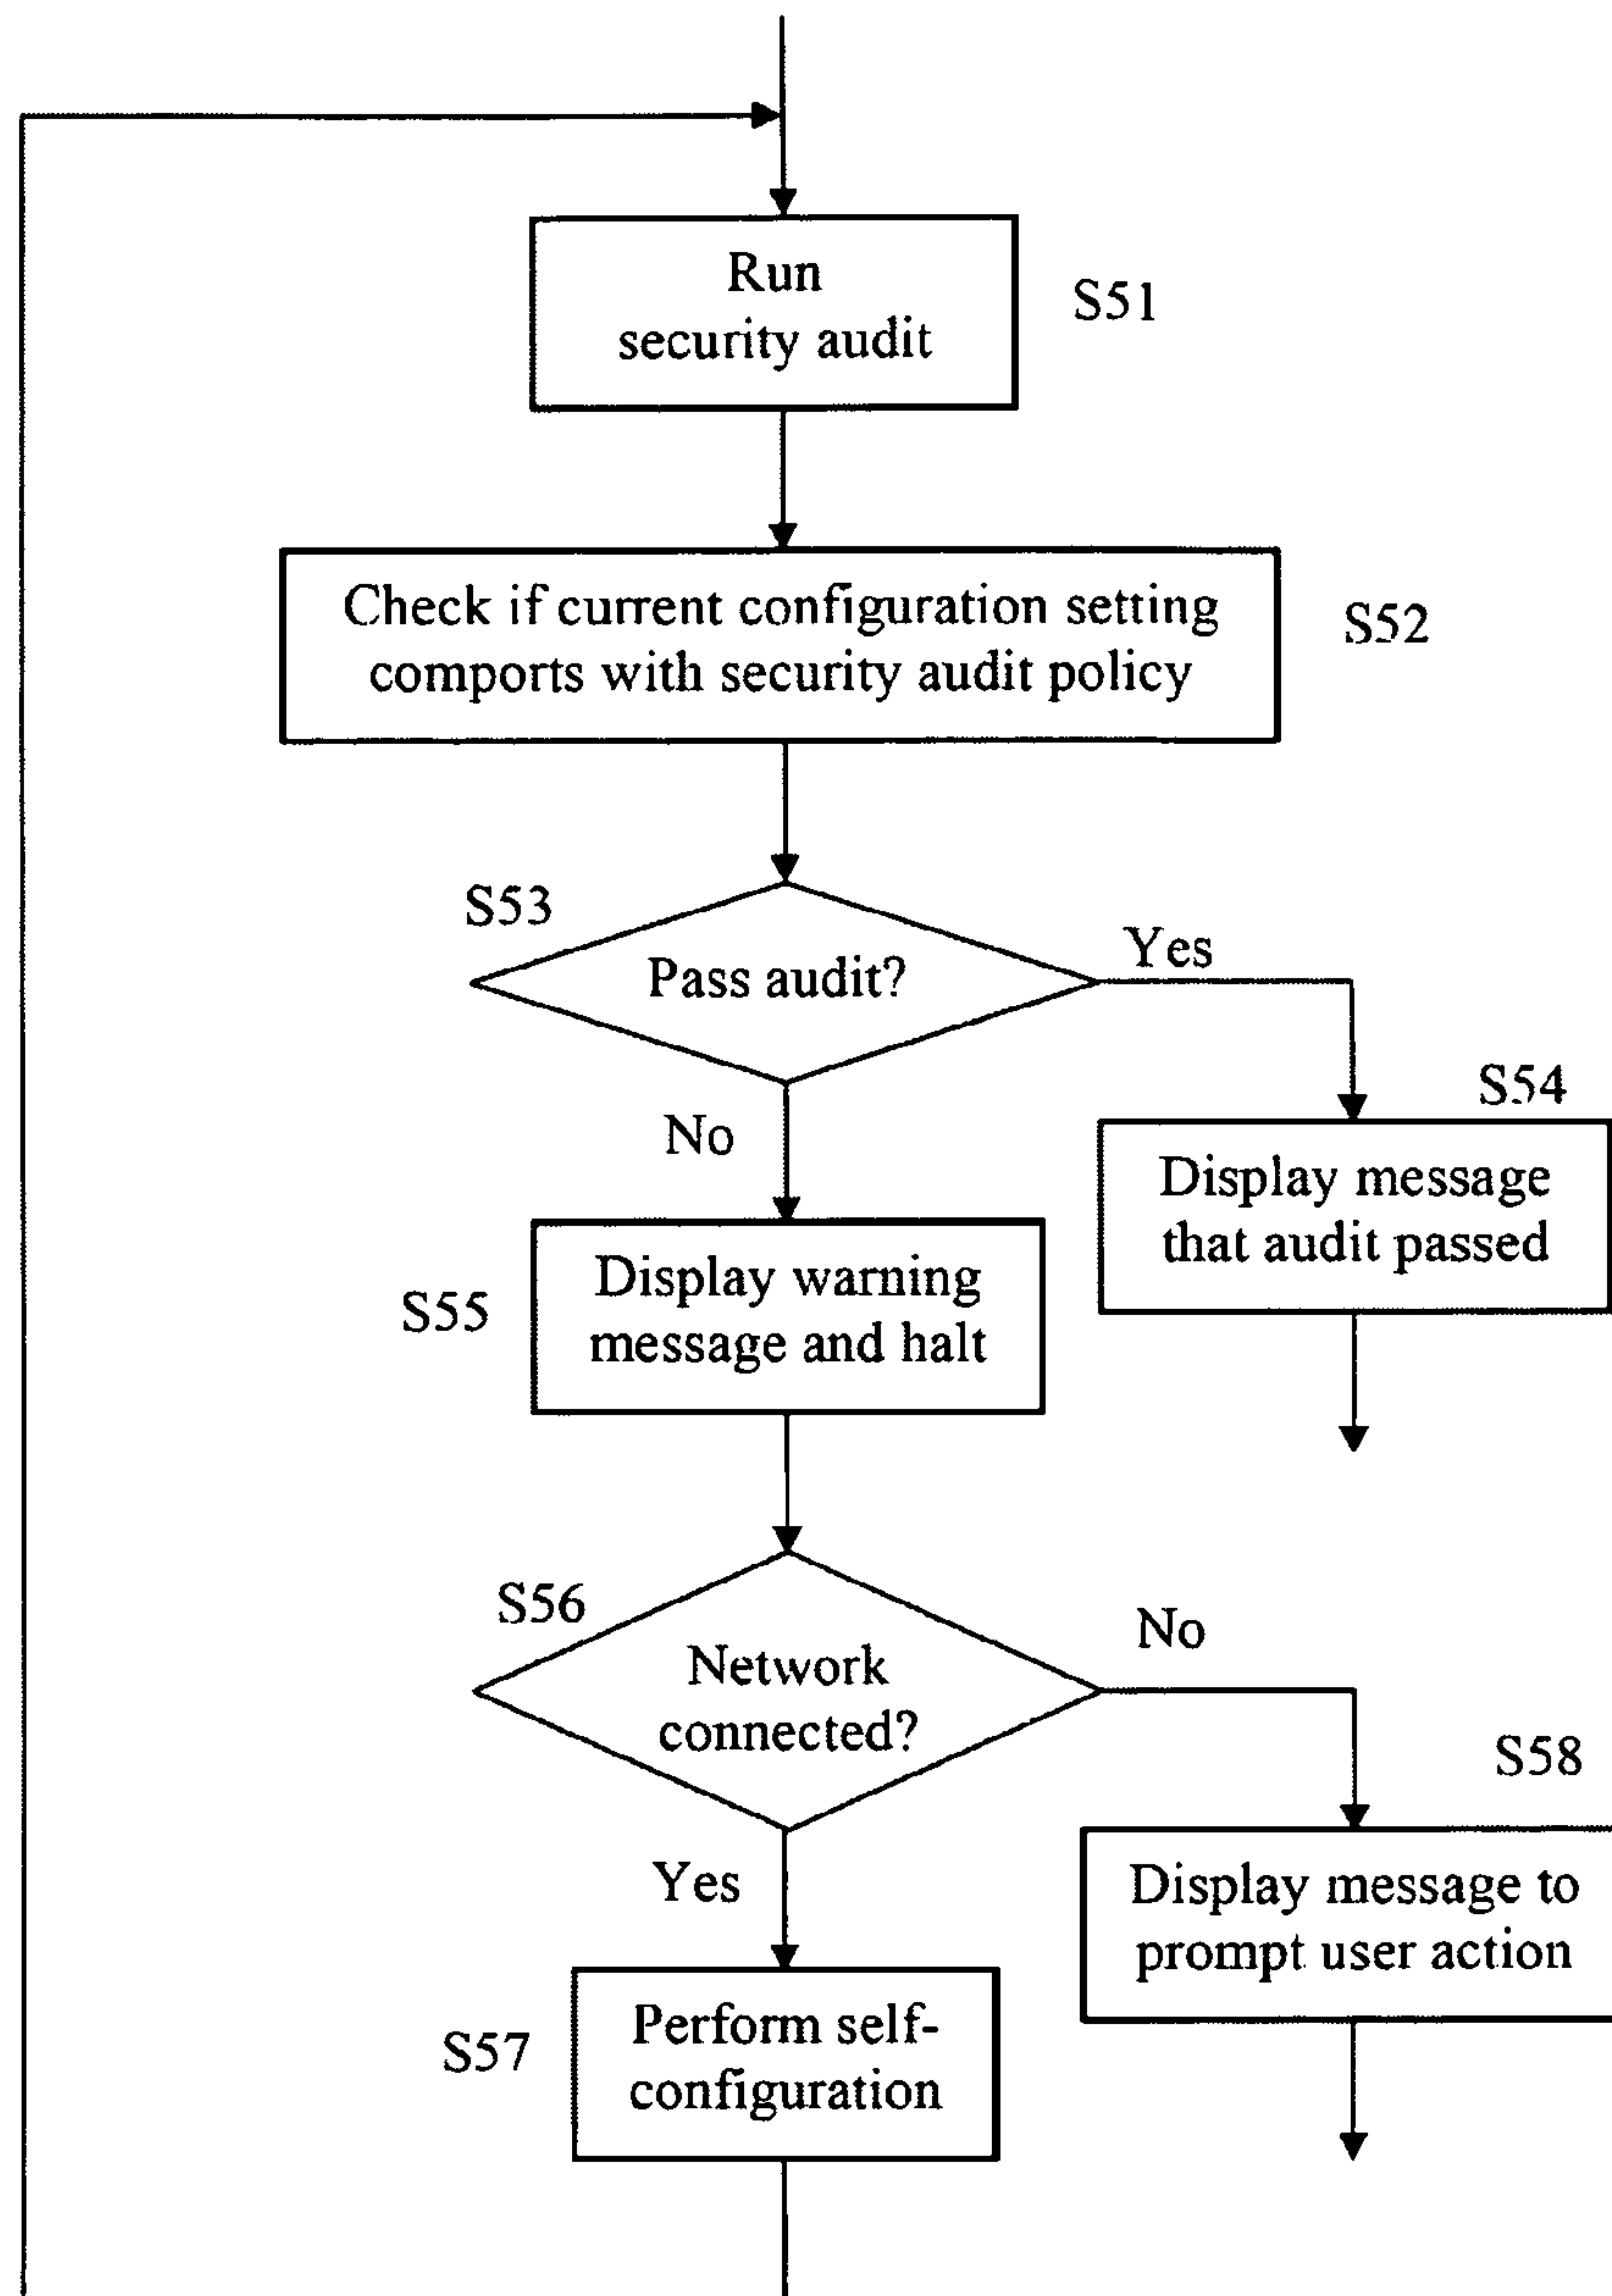 Run
security audit
S51
Check if current configuration setting
comports with security audit policy
S52
S53
Pass audit?
Yes
No
S54
Display message
that audit passed
S55
Display warning
message and halt
S56
Network
connected?
No
Yes
S58
Display message to
prompt user action
S57
Perform self-
configuration